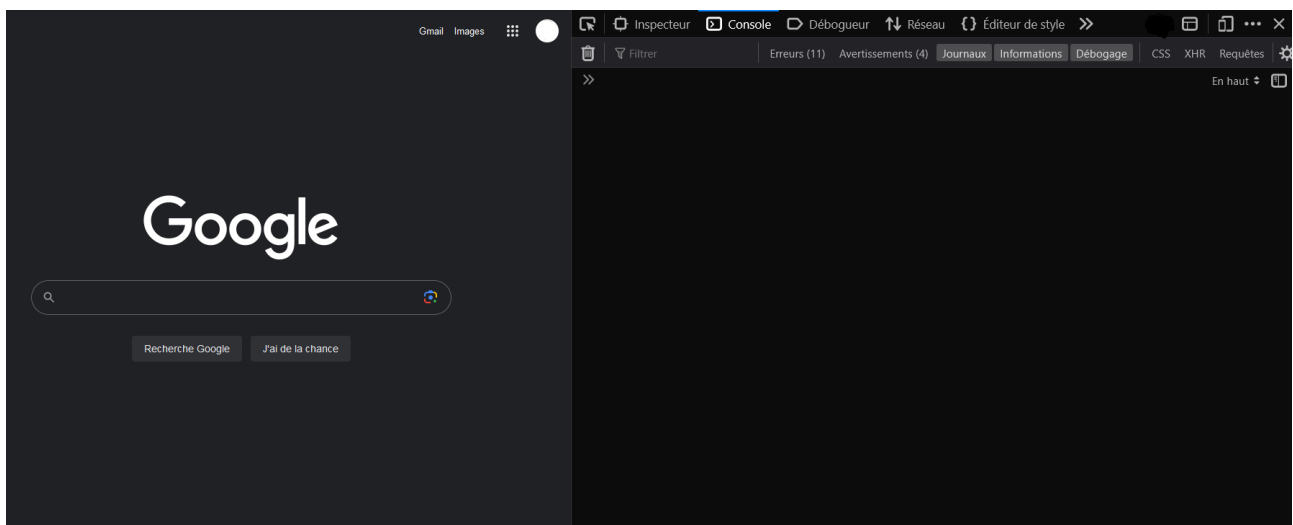 Gmail Images
Google
Recherche Google J'ai de la chance
Inspecteur Console Débogueur Réseau {} Éditeur de style
Filtrer Erreurs (11) Avertissements (4) Journaux Informations Débogage CSS XHR Requêtes
En haut